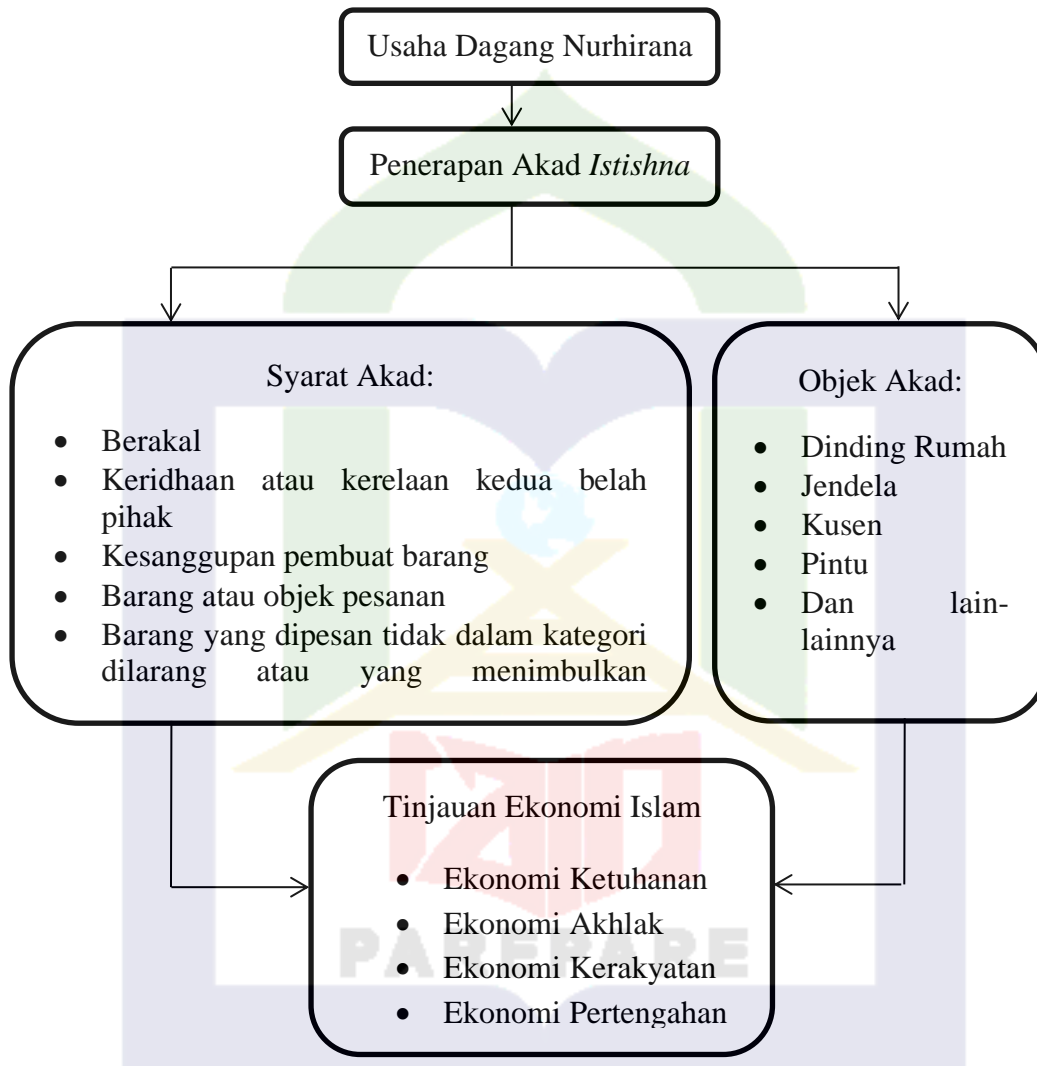 Usaha Dagang Nurhirana
Penerapan Akad Istishna
Syarat Akad:
• Berakal
• Keridhaan atau kerelaan kedua belah
pihak
• Kesanggupan pembuat barang
• Barang atau objek pesanan
• Barang yang dipesan tidak dalam kategori
dilarang atau yang menimbulkan
Objek Akad:
• Dinding Rumah
• Jendela
• Kusen
• Pintu
• Dan lain-
lainnya
Tinjauan Ekonomi Islam
• Ekonomi Ketuhanan
• Ekonomi Akhlak
• Ekonomi Kerakyatan
• Ekonomi Pertengahan
PAREPARE